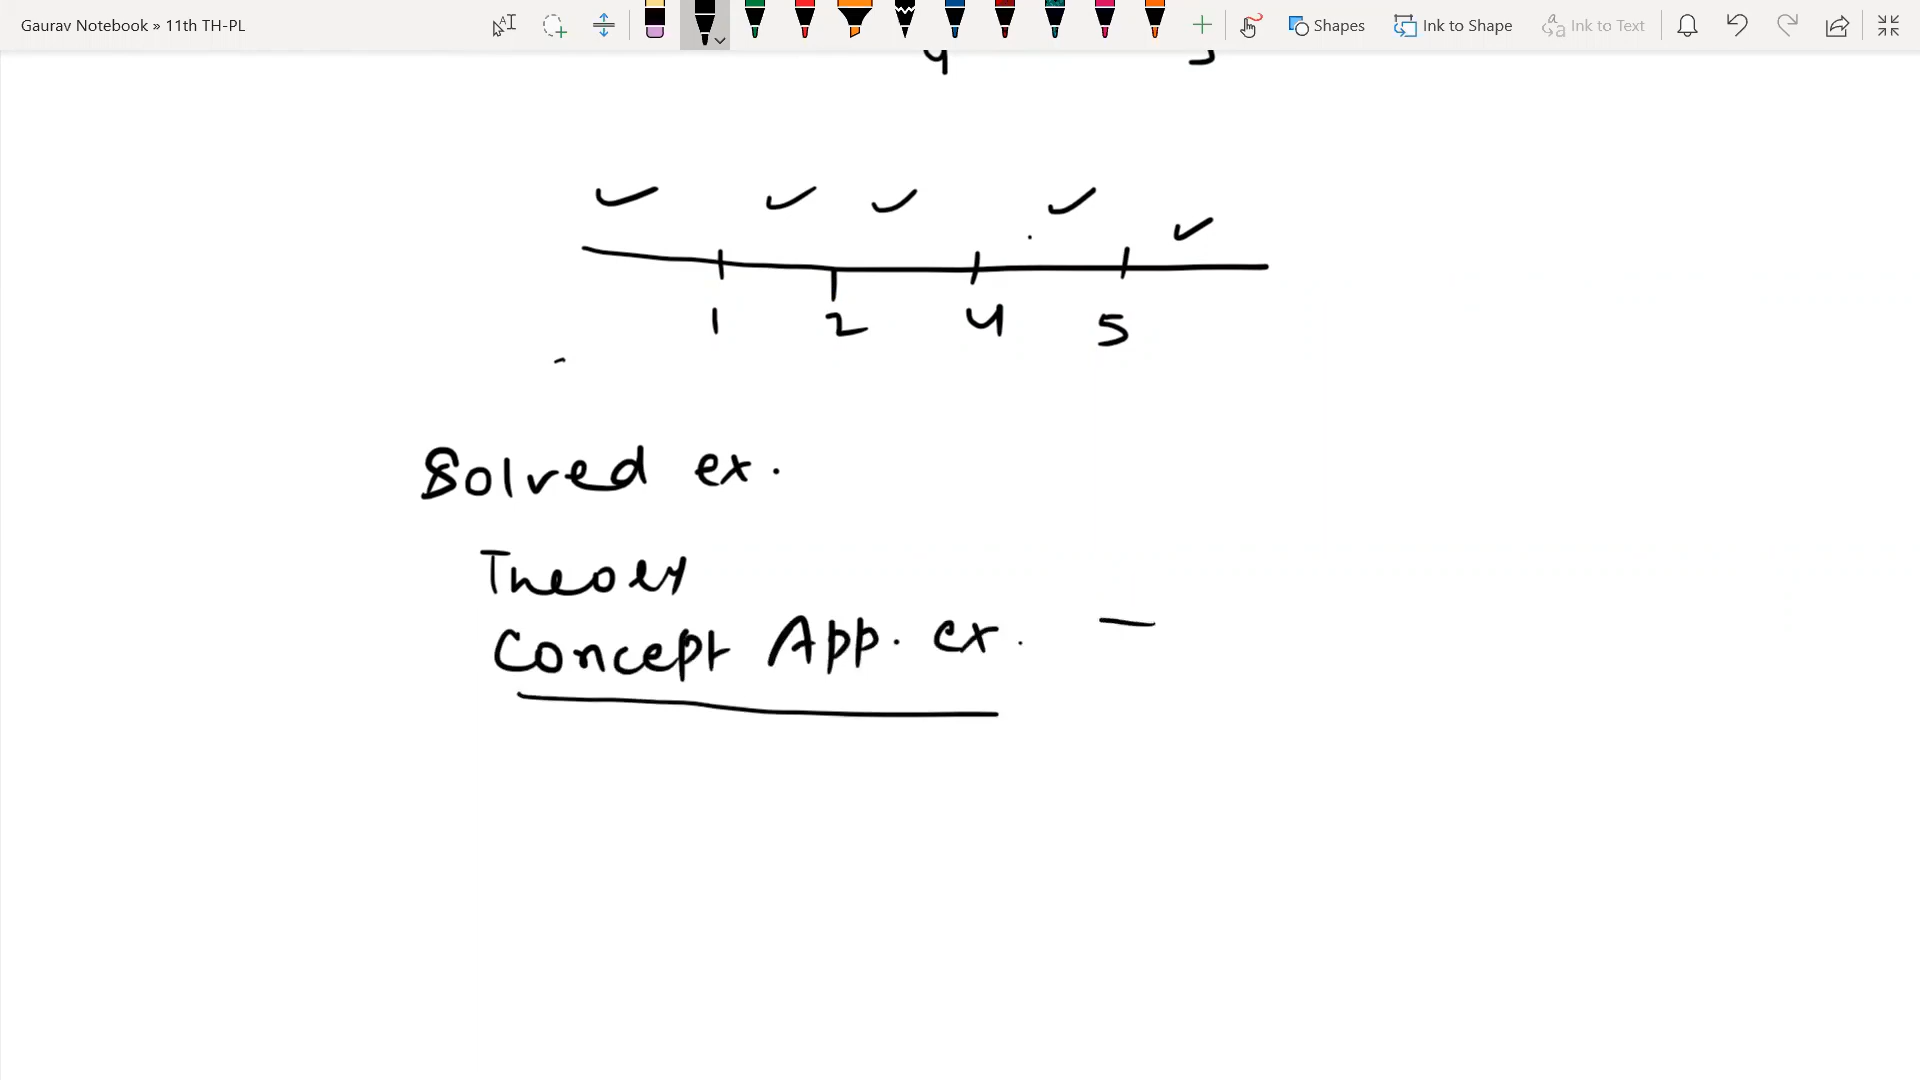 Gaurav Notebook » 11th TH-PL
Shapes
Ink to Shape
Ink to Text
4
1 2 4 5
Solved ex.
Theory
Concept App. ex. —